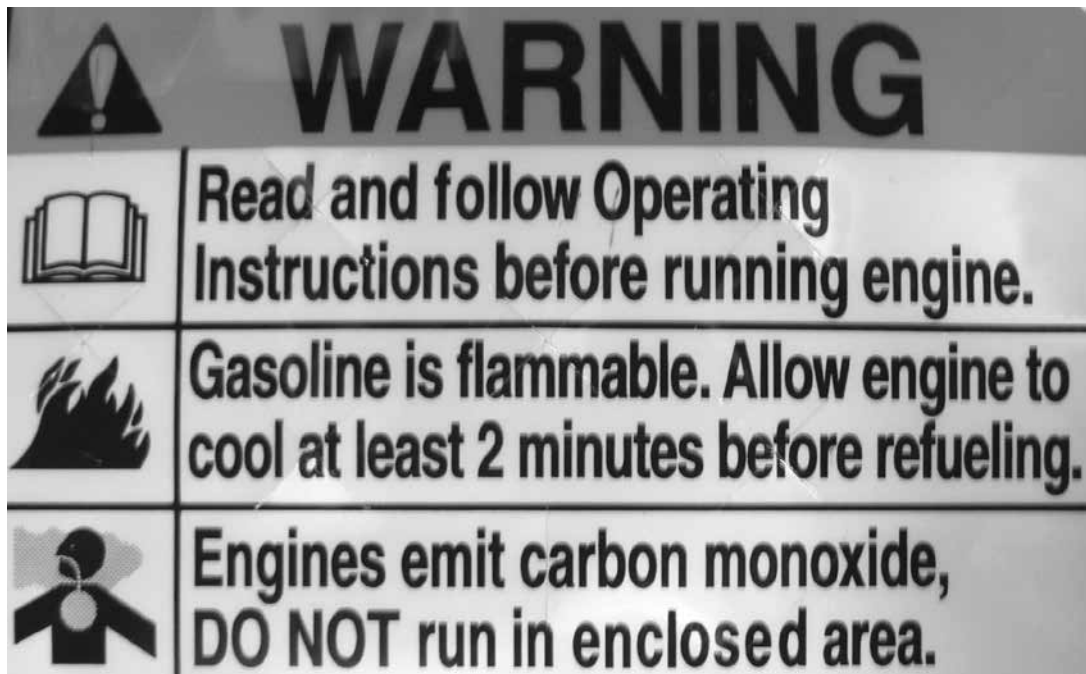 WARNING
Read and follow Operating
Instructions before running engine.
Gasoline is flammable. Allow engine to
cool at least 2 minutes before refueling.
Engines emit carbon monoxide,
DO NOT run in enclosed area.